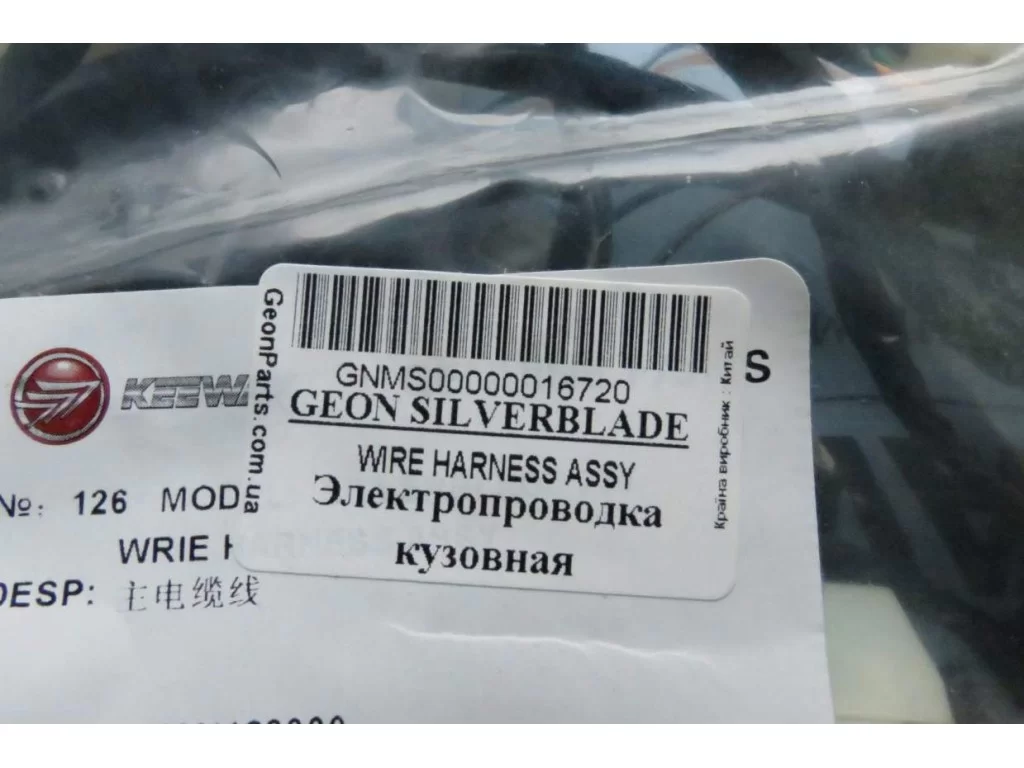 GNMS00000016720
GEON SILVERBLADE
WIRE HARNESS ASSY
Электропроводка
кузовная
GeonParts.com.ua
Країна виробник : Китай
S
KEEWA
№: 126 MOD
WRIE H
DESP: 主电缆线